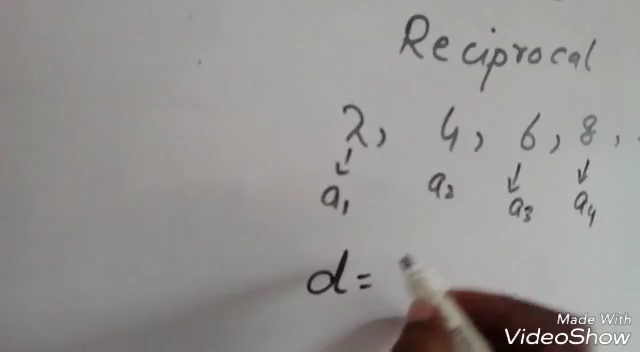 Reciprocal
2, 4, 6, 8, .
a₁ a₂ a₃ a₄
d=
Made With
VideoShow